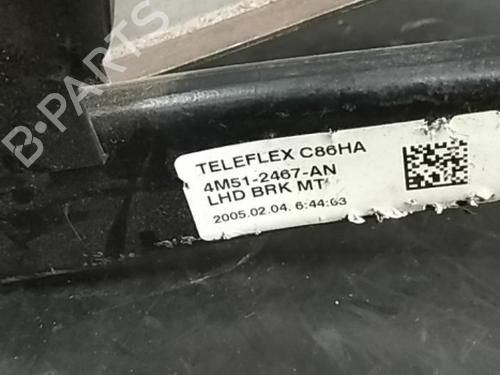 B-PARTS
TELEFLEX C86HA
4M51-2467-AN
LHD BRK MT
2005.02.04. 6:44:63